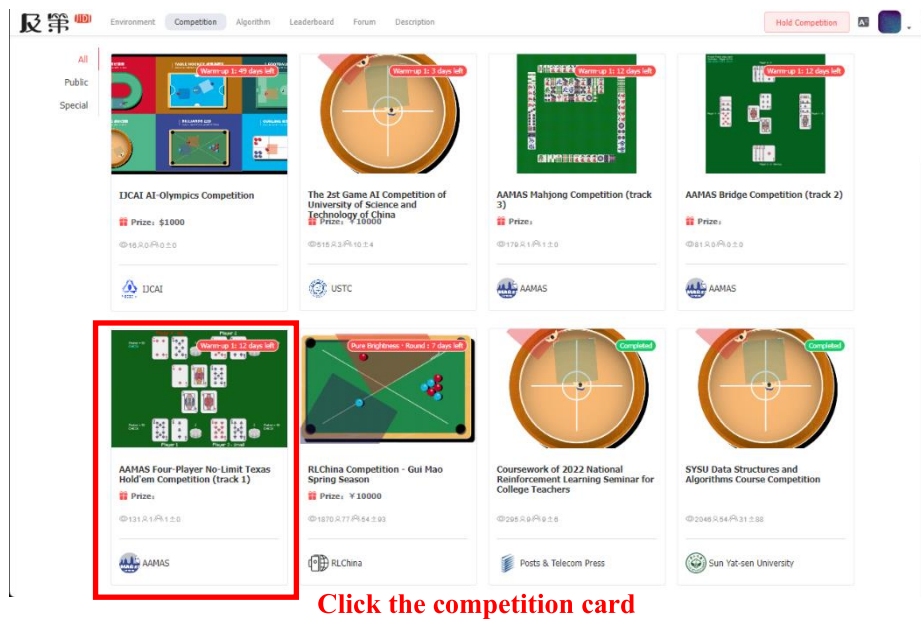 及第
Environment
Competition
Algorithm
Leaderboard
Forum
Description
Hold Competition
All
Public
Special
Warm-up 1: 49 days left
IJCAI AI-Olympics Competition
Prize: $1000
IJCAI
Warm-up 1: 3 days left
The 2st Game AI Competition of
University of Science and
Technology of China
Prize: ¥10000
USTC
Warm-up 1: 12 days left
AAMAS Mahjong Competition (track
3)
Prize:
AAMAS
Warm-up 1: 12 days left
AAMAS Bridge Competition (track 2)
Prize:
AAMAS
Warm-up 1: 12 days left
AAMAS Four-Player No-Limit Texas
Hold'em Competition (track 1)
Prize:
AAMAS
Pure Brightness · Round : 7 days left
RLChina Competition - Gui Mao
Spring Season
Prize: ¥10000
RLChina
Completed
Coursework of 2022 National
Reinforcement Learning Seminar for
College Teachers
Posts & Telecom Press
Completed
SYSU Data Structures and
Algorithms Course Competition
Sun Yat-sen University
Click the competition card